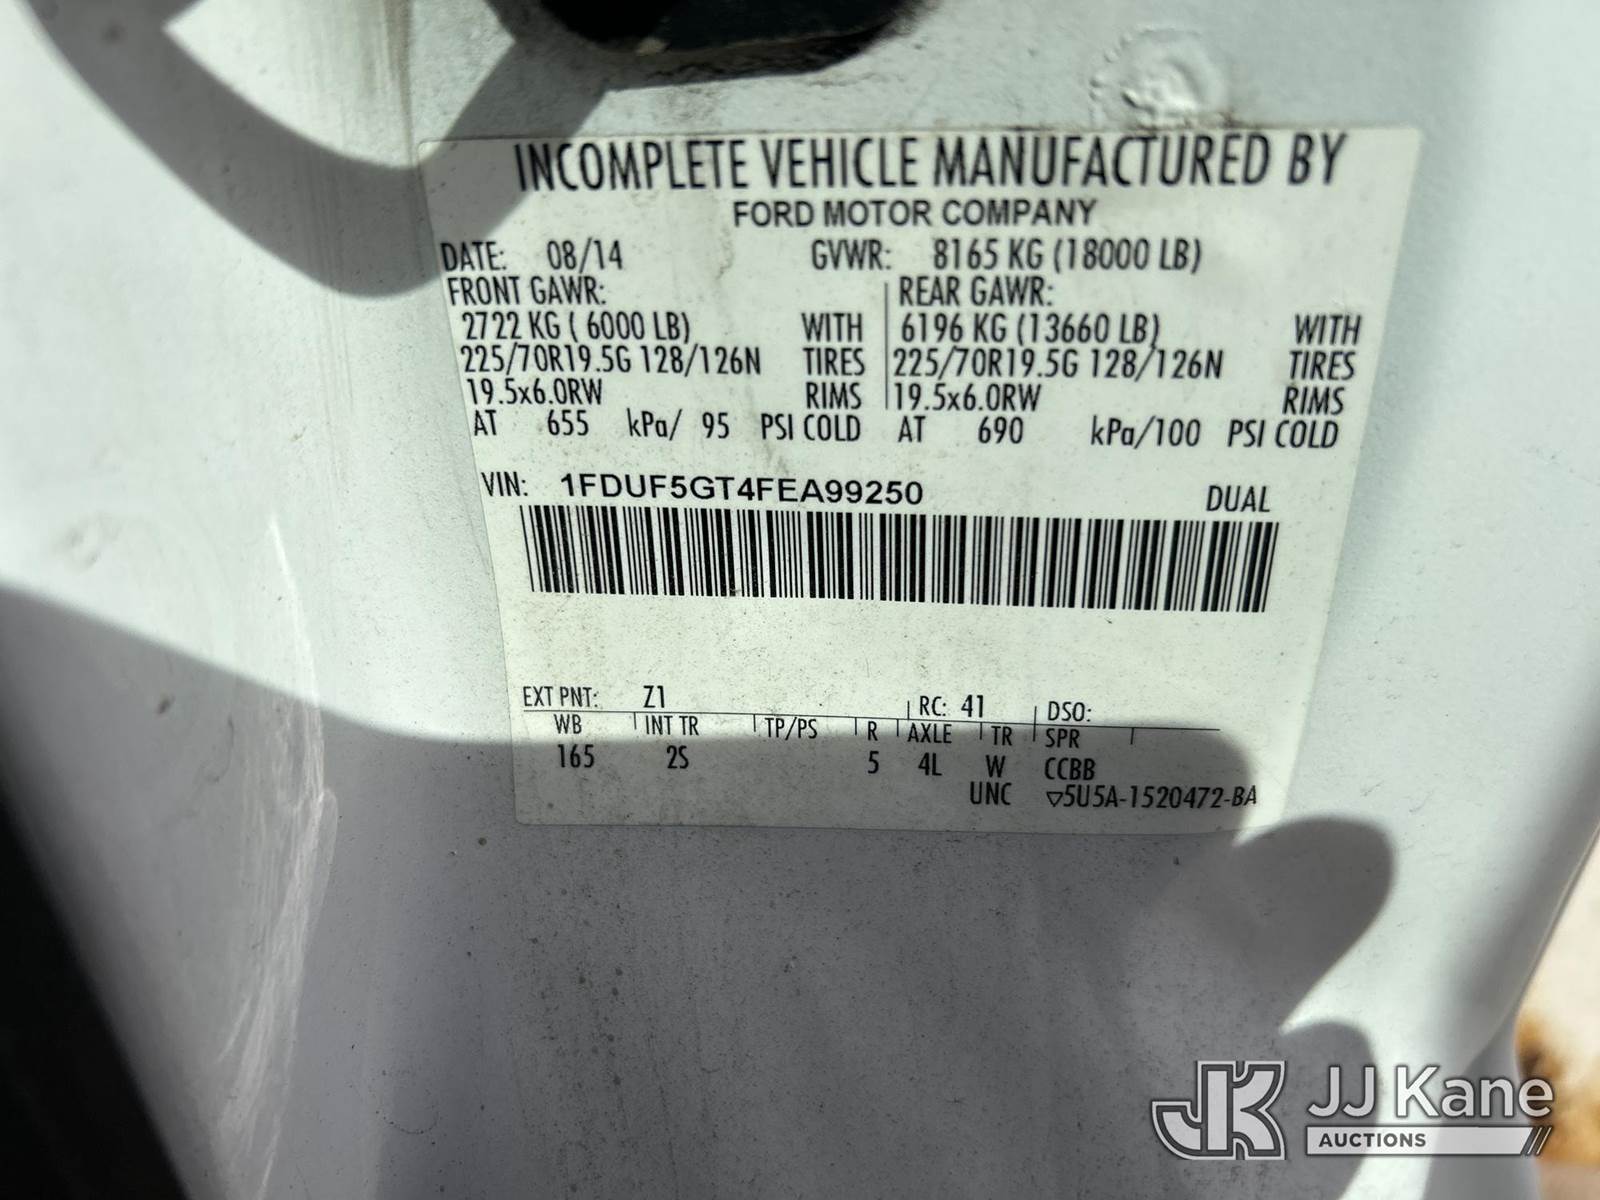 INCOMPLETE VEHICLE MANUFACTURED BY
FORD MOTOR COMPANY
DATE: 08/14 GVWR: 8165 KG (18000 LB)
FRONT GAWR: REAR GAWR:
2722 KG ( 6000 LB) WITH 6196 KG (13660 LB) WITH
225/70R19.5G 128/126N TIRES 225/70R19.5G 128/126N TIRES
19.5x6.0RW RIMS 19.5x6.0RW RIMS
AT 655 kPa/ 95 PSI COLD AT 690 kPa/100 PSI COLD
VIN: 1FDUF5GT4FEA99250 DUAL
EXT PNT: Z1 RC: 41 DSO:
WB INT TR TP/PS R AXLE TR SPR
165 2S 5 4L W CCBB
UNC ▽5U5A-1520472-BA
JK JJ Kane
AUCTIONS